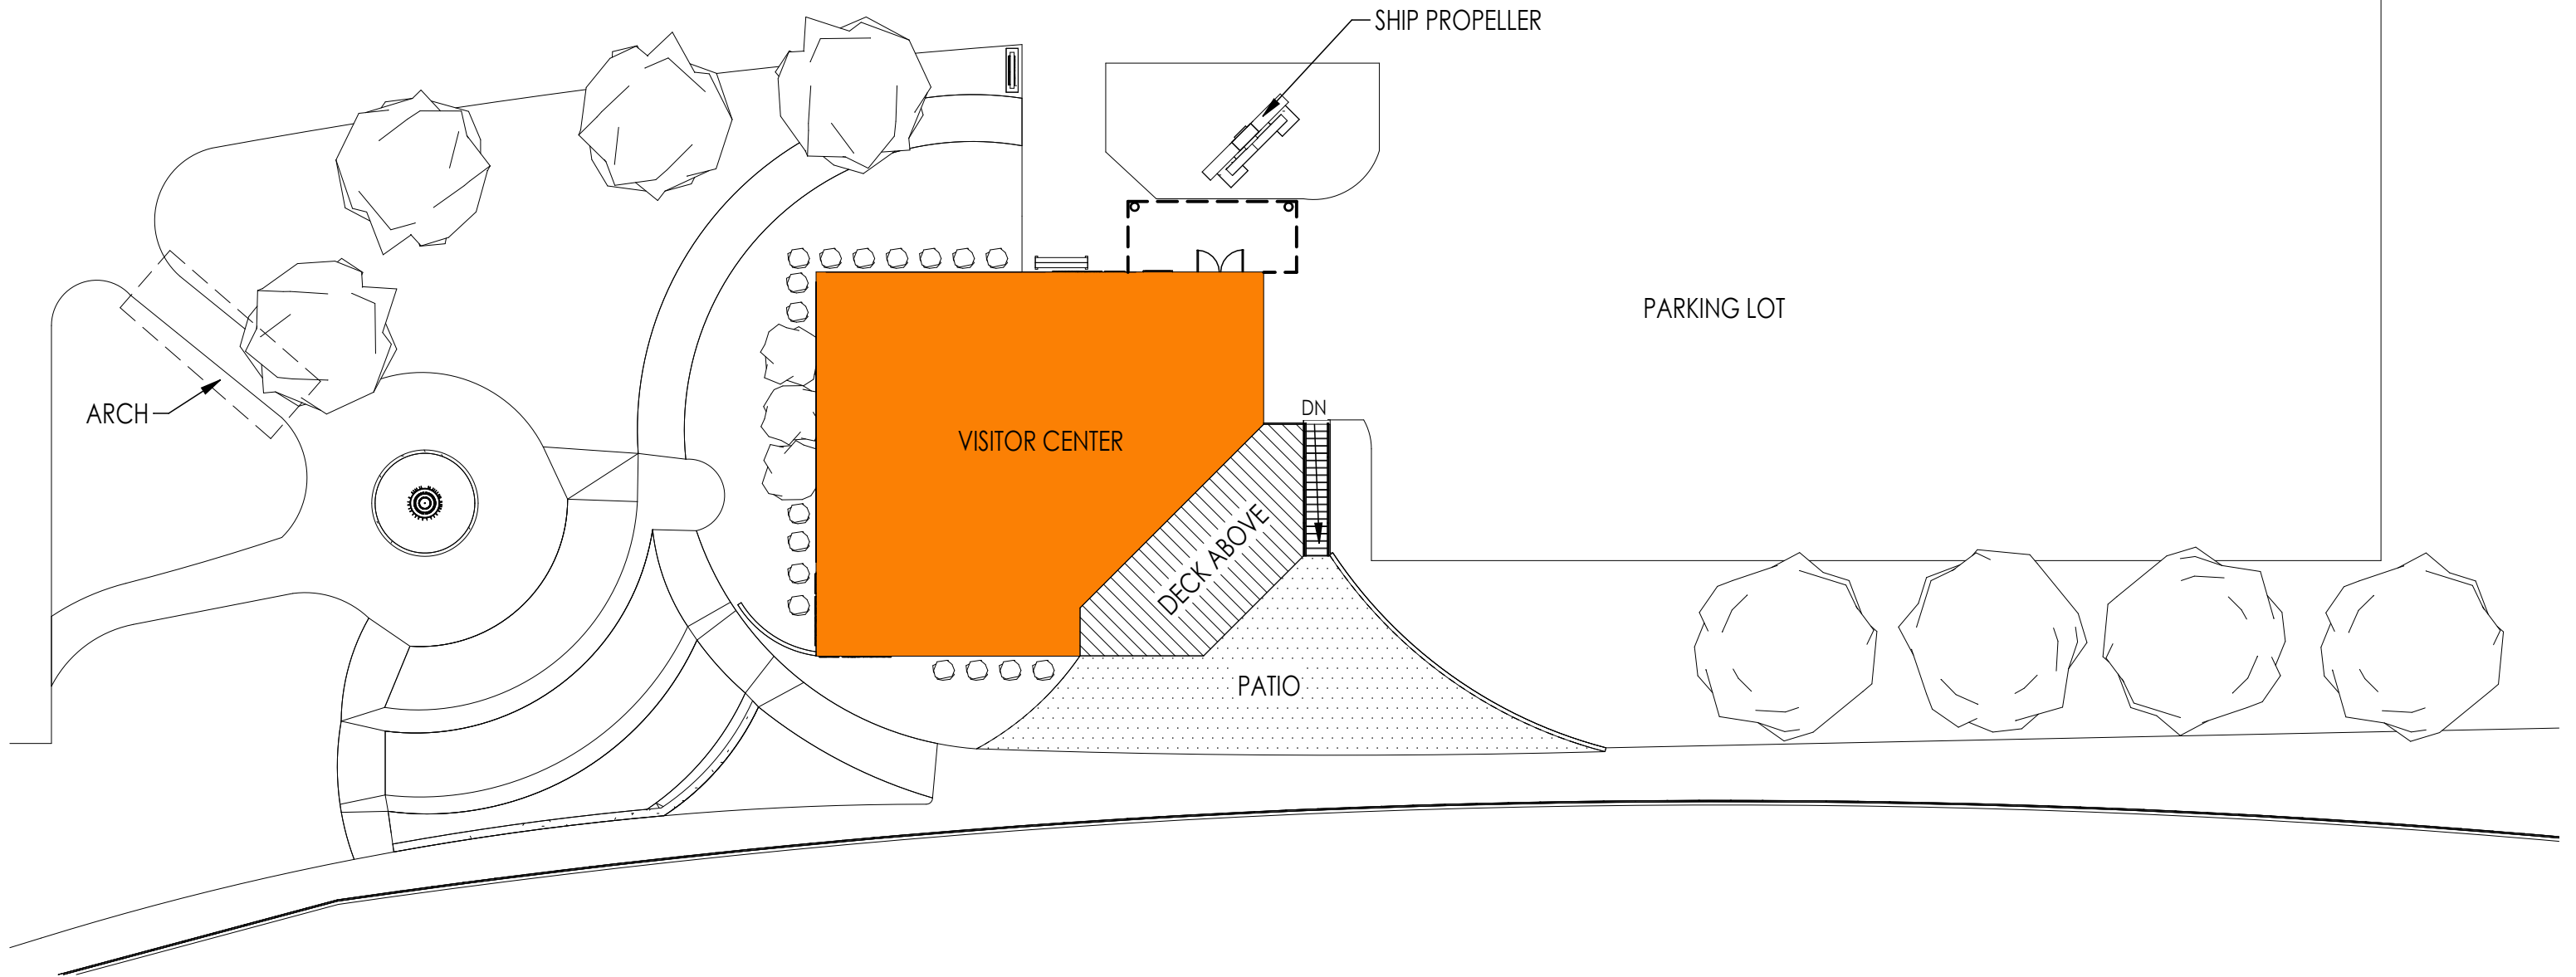 SHIP PROPELLER
PARKING LOT
ARCH
DN
VISITOR CENTER
DECK ABOVE
PATIO